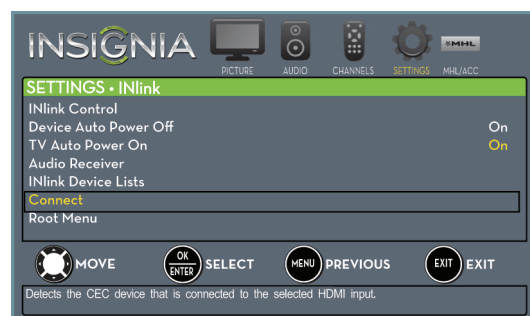 INSIGNIA
PICTURE AUDIO CHANNELS SETTINGS MHL/ACC
MHL
SETTINGS • INlink
INlink Control
Device Auto Power Off On
TV Auto Power On On
Audio Receiver
INlink Device Lists
Connect
Root Menu
MOVE OK ENTER SELECT MENU PREVIOUS EXIT EXIT
Detects the CEC device that is connected to the selected HDMI input.